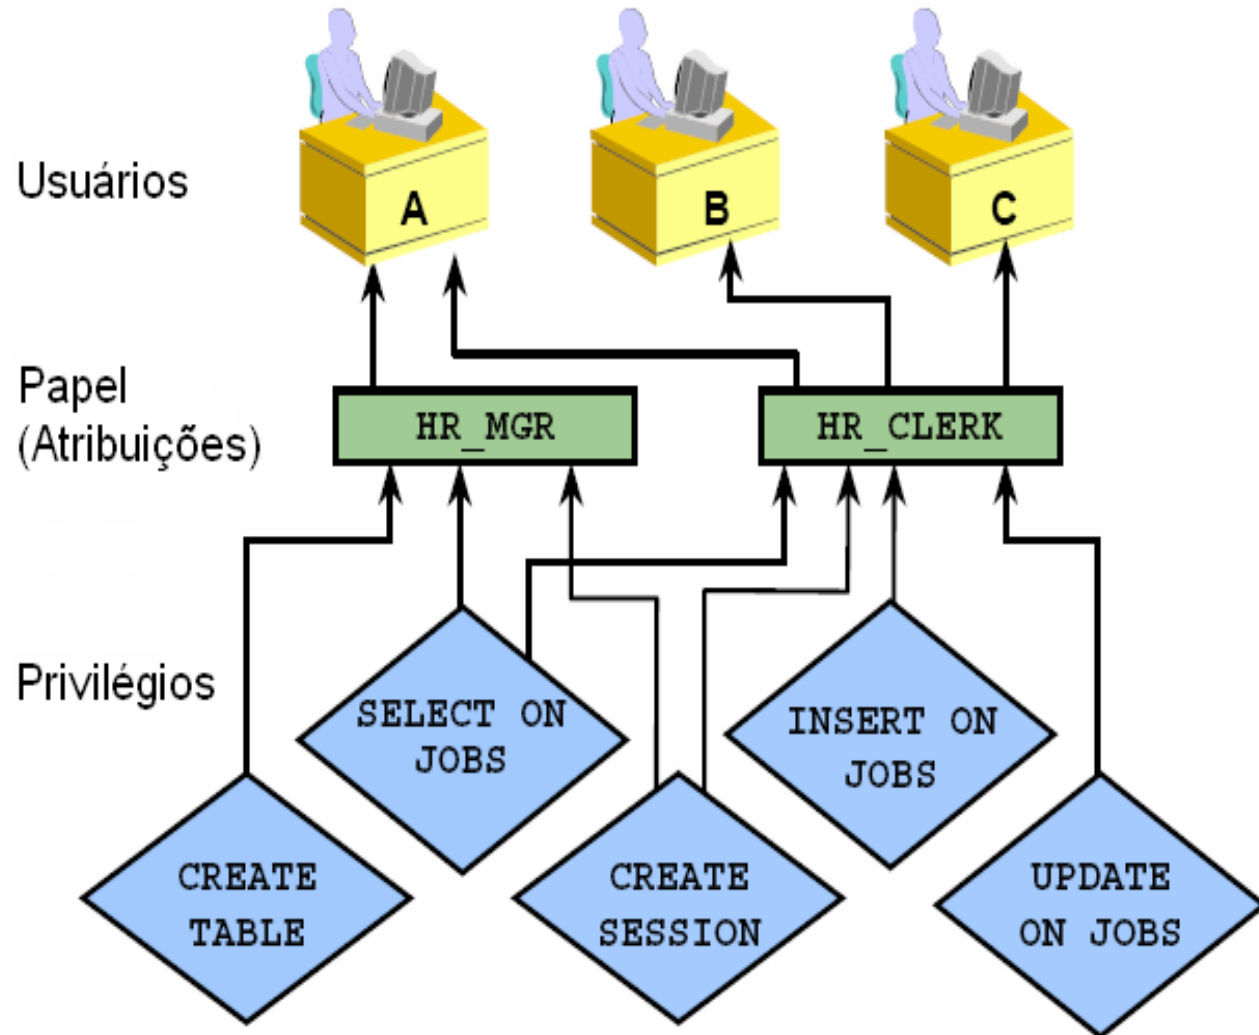 Usuários
A
B
C
Papel
(Atribuições)
HR_MGR
HR_CLERK
Privilégios
SELECT ON
JOBS
INSERT ON
JOBS
CREATE
TABLE
CREATE
SESSION
UPDATE
ON JOBS